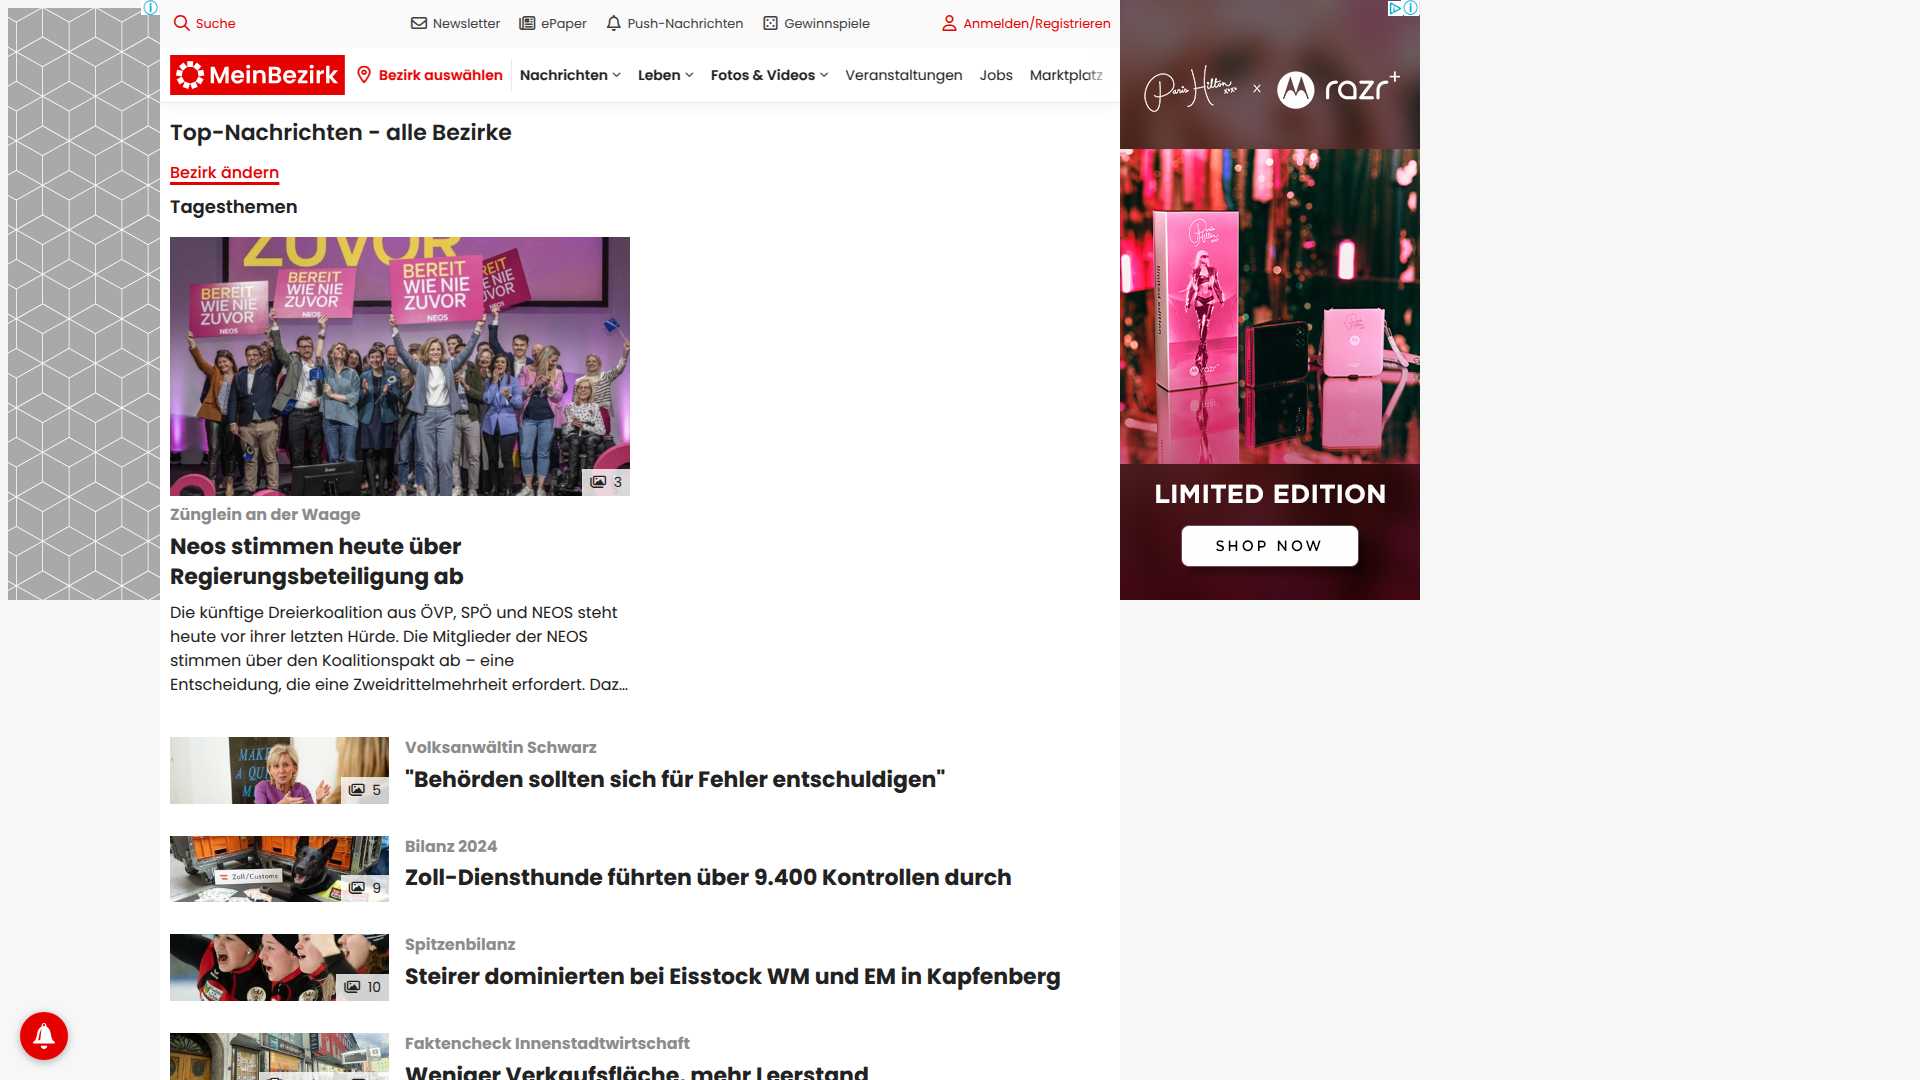 Suche
Newsletter
ePaper
Push-Nachrichten
Gewinnspiele
Anmelden/Registrieren
MeinBezirk
Bezirk auswählen
Nachrichten
Leben
Fotos & Videos
Veranstaltungen
Jobs
Marktplatz
Top-Nachrichten - alle Bezirke
Bezirk ändern
Tagesthemen
ZUVOR
BEREIT
WIE NIE
ZUVOR
NEOS
BEREIT
WIE NIE
ZUVOR
NEOS
BEREIT
WIE NIE
ZUVOR
NEOS
3
Zünglein an der Waage
Neos stimmen heute über
Regierungsbeteiligung ab
Die künftige Dreierkoalition aus ÖVP, SPÖ und NEOS steht
heute vor ihrer letzten Hürde. Die Mitglieder der NEOS
stimmen über den Koalitionspakt ab – eine
Entscheidung, die eine Zweidrittelmehrheit erfordert. Daz...
5
Volksanwältin Schwarz
"Behörden sollten sich für Fehler entschuldigen"
Zoll/Customs
9
Bilanz 2024
Zoll-Diensthunde führten über 9.400 Kontrollen durch
10
Spitzenbilanz
Steirer dominierten bei Eisstock WM und EM in Kapfenberg
Faktencheck Innenstadtwirtschaft
Weniger Verkaufsfläche, mehr Leerstand
Paris Hilton x razr+
LIMITED EDITION
SHOP NOW